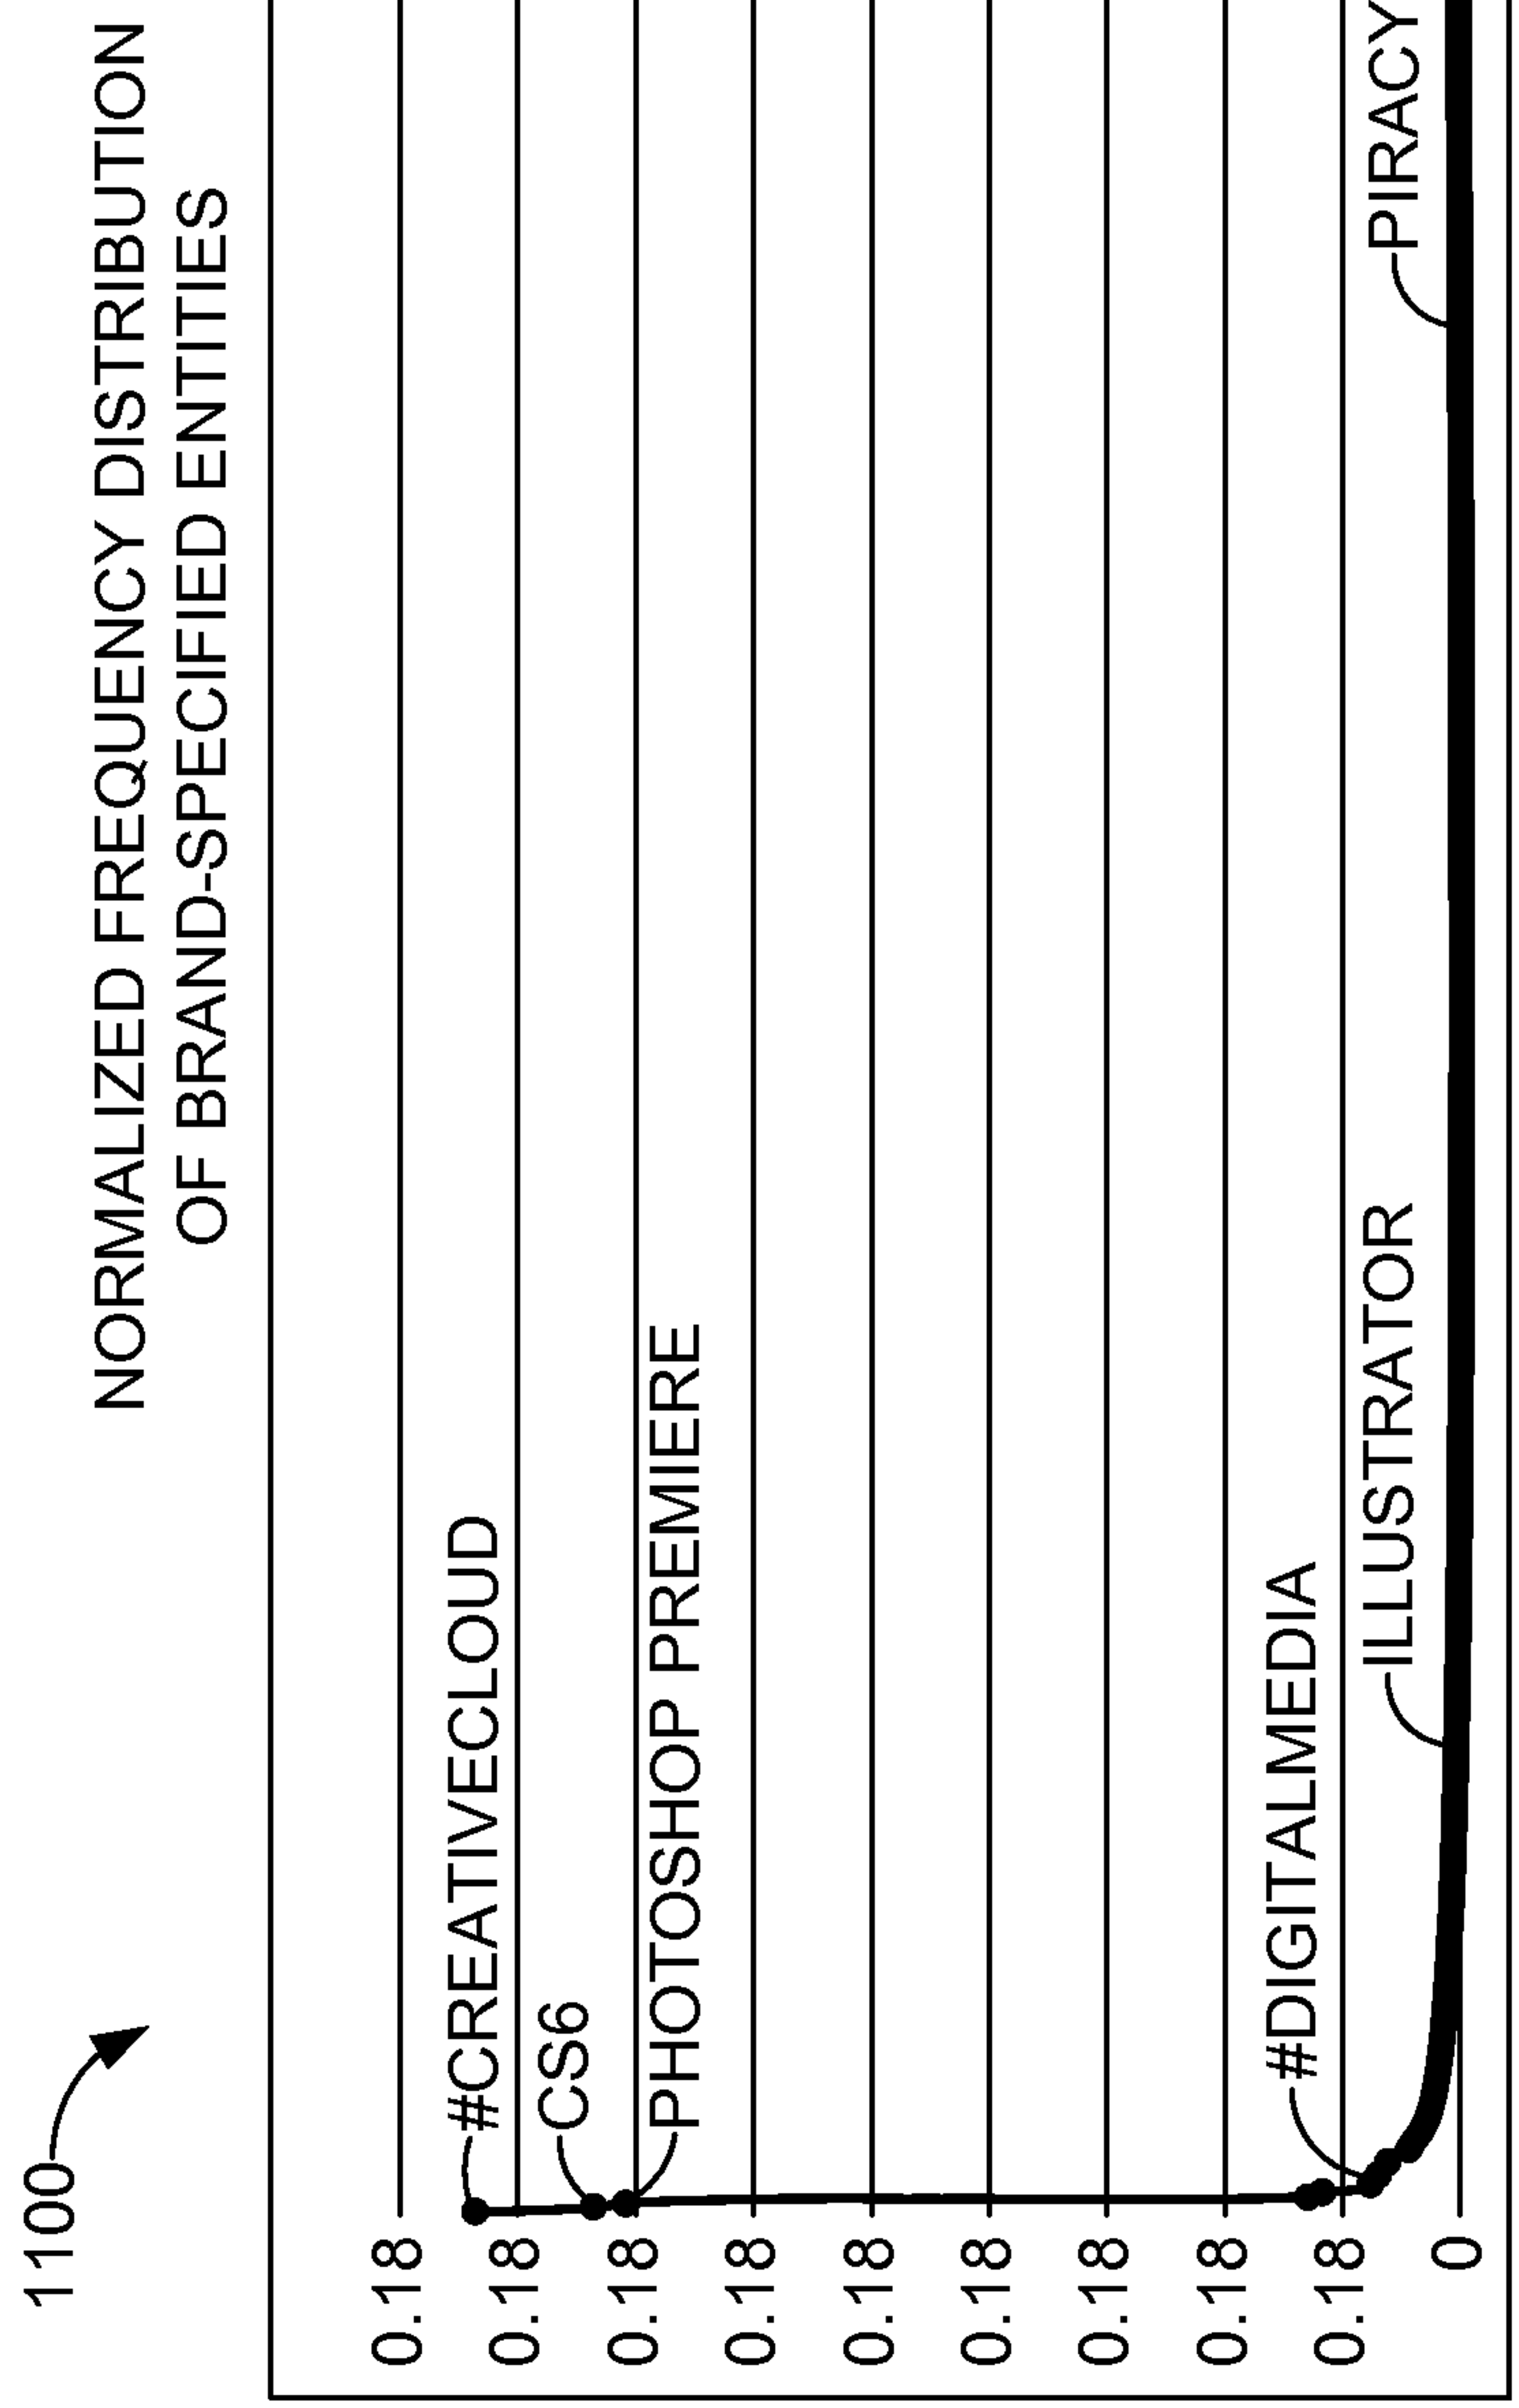 1100
NORMALIZED FREQUENCY DISTRIBUTION
OF BRAND-SPECIFIED ENTITIES
0.18
#CREATIVECLOUD
0.18
CS6
0.18
PHOTOSHOP PREMIERE
0.18
0.18
0.18
0.18
0.18
#DIGITALMEDIA
0.18
ILLUSTRATOR
PIRACY
0